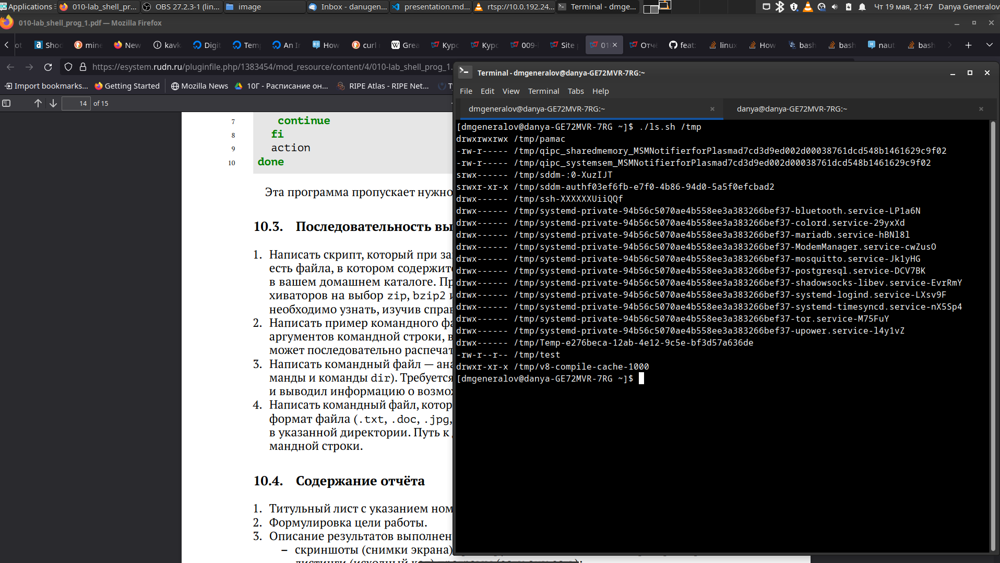 Applications
010-lab_shell_pr...
OBS 27.2.3-1 (lin...
image
Inbox - danugen...
presentation.md...
rtsp://10.0.192.24...
Terminal - dmge...
Чт 19 мая, 21:47
Danya Generalov
010-lab_shell_prog_1.pdf — Mozilla Firefox
ot
Shod
mine
New
kavk
Digit
Temp
An In
How
curl
Grea
Курс
Курс
009-
Site
01
Отчё
feat:
linux
How
bash
bash
naut
bash
https://esystem.rudn.ru/pluginfile.php/1383454/mod_resource/content/4/010-lab_shell_prog_1.
Import bookmarks...
Getting Started
Mozilla News
10Г - Расписание он...
RIPE Atlas - RIPE Net...
14 of 15
7 continue
8 fi
9 action
10 done
Эта программа пропускает нужно
10.3. Последовательность вы
1. Написать скрипт, который при за
есть файла, в котором содержито
в вашем домашнем каталоге. Пр
хиваторов на выбор zip, bzip2 и
необходимо узнать, изучив справ
2. Написать пример командного фа
аргументов командной строки, в
может последовательно распечат
3. Написать командный файл — ана
манды и команды dir). Требуется
и выводил информацию о возмож
4. Написать командный файл, котор
формат файла (.txt, .doc, .jpg,
в указанной директории. Путь к
мандной строки.
10.4. Содержание отчёта
1. Титульный лист с указанием ном
2. Формулировка цели работы.
3. Описание результатов выполнен
– скриншоты (снимки экрана)
Terminal - dmgeneralov@danya-GE72MVR-7RG:~
File Edit View Terminal Tabs Help
dmgeneralov@danya-GE72MVR-7RG:~
danya@danya-GE72MVR-7RG:~
[dmgeneralov@danya-GE72MVR-7RG ~]$ ./ls.sh /tmp
drwxrwxrwx /tmp/pamac
-rw-r----- /tmp/qipc_sharedmemory_MSMNotifierforPlasmad7cd3d9ed002d00038761dcd548b1461629c9f02
-rw-r----- /tmp/qipc_systemsem_MSMNotifierforPlasmad7cd3d9ed002d00038761dcd548b1461629c9f02
srwx------ /tmp/sddm-:0-XuzIJT
srwxr-xr-x /tmp/sddm-authf03ef6fb-e7f0-4b86-94d0-5a5f0efcbad2
drwx------ /tmp/ssh-XXXXXXUiiQQf
drwx------ /tmp/systemd-private-94b56c5070ae4b558ee3a383266bef37-bluetooth.service-LP1a6N
drwx------ /tmp/systemd-private-94b56c5070ae4b558ee3a383266bef37-colord.service-29yxXd
drwx------ /tmp/systemd-private-94b56c5070ae4b558ee3a383266bef37-mariadb.service-hBNl8l
drwx------ /tmp/systemd-private-94b56c5070ae4b558ee3a383266bef37-ModemManager.service-cwZusO
drwx------ /tmp/systemd-private-94b56c5070ae4b558ee3a383266bef37-mosquitto.service-Jk1yHG
drwx------ /tmp/systemd-private-94b56c5070ae4b558ee3a383266bef37-postgresql.service-DCV7BK
drwx------ /tmp/systemd-private-94b56c5070ae4b558ee3a383266bef37-shadowsocks-libev.service-EvrRmY
drwx------ /tmp/systemd-private-94b56c5070ae4b558ee3a383266bef37-systemd-logind.service-LXsv9F
drwx------ /tmp/systemd-private-94b56c5070ae4b558ee3a383266bef37-systemd-timesyncd.service-nX5Sp4
drwx------ /tmp/systemd-private-94b56c5070ae4b558ee3a383266bef37-tor.service-M75FuY
drwx------ /tmp/systemd-private-94b56c5070ae4b558ee3a383266bef37-upower.service-l4y1vZ
drwx------ /tmp/Temp-e276beca-12ab-4e12-9c5e-bf3d57a636de
-rw-r--r-- /tmp/test
drwxr-xr-x /tmp/v8-compile-cache-1000
[dmgeneralov@danya-GE72MVR-7RG ~]$